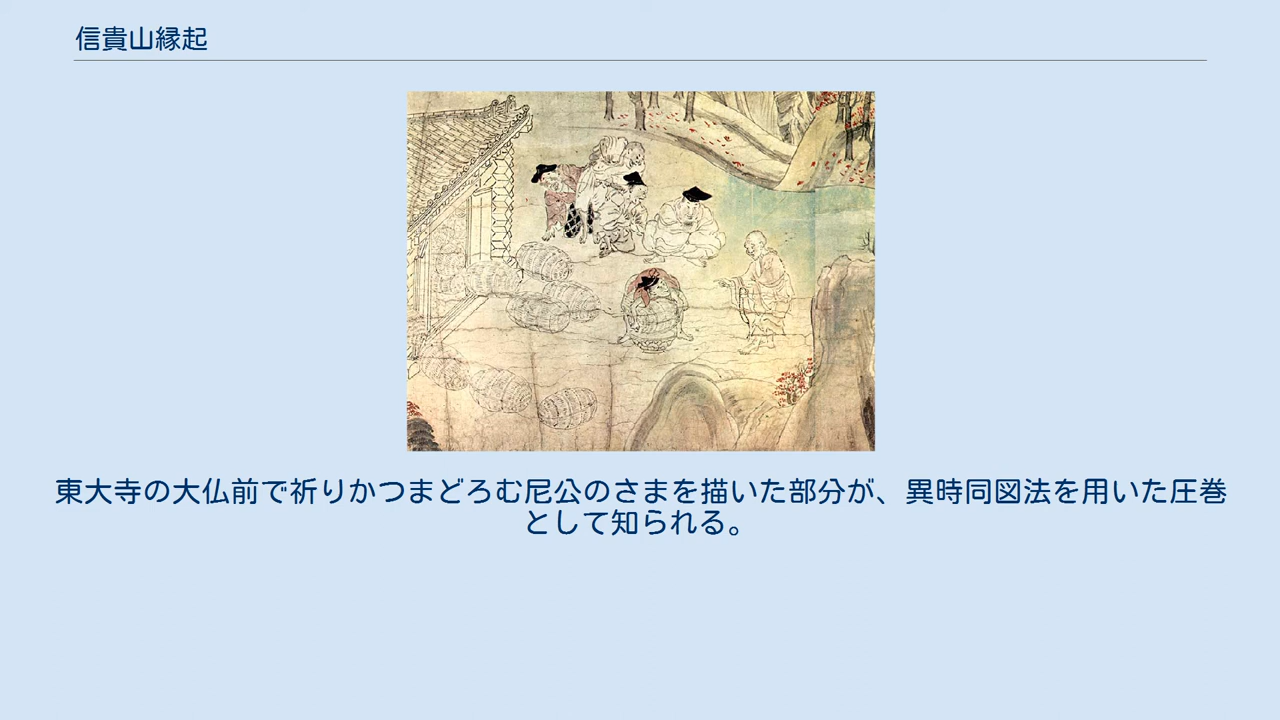 信貴山縁起
東大寺の大仏前で祈りかつまどろむ尼公のさまを描いた部分が、異時同図法を用いた圧巻
として知られる。